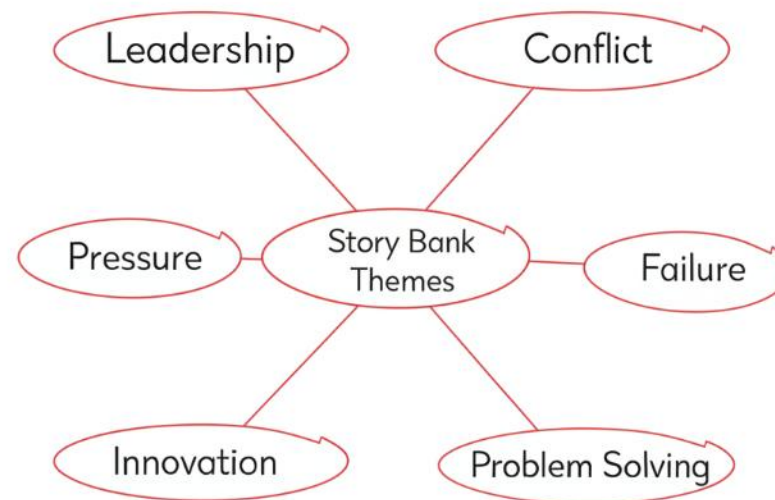 Leadership
Conflict
Pressure
Story Bank
Themes
Failure
Innovation
Problem Solving